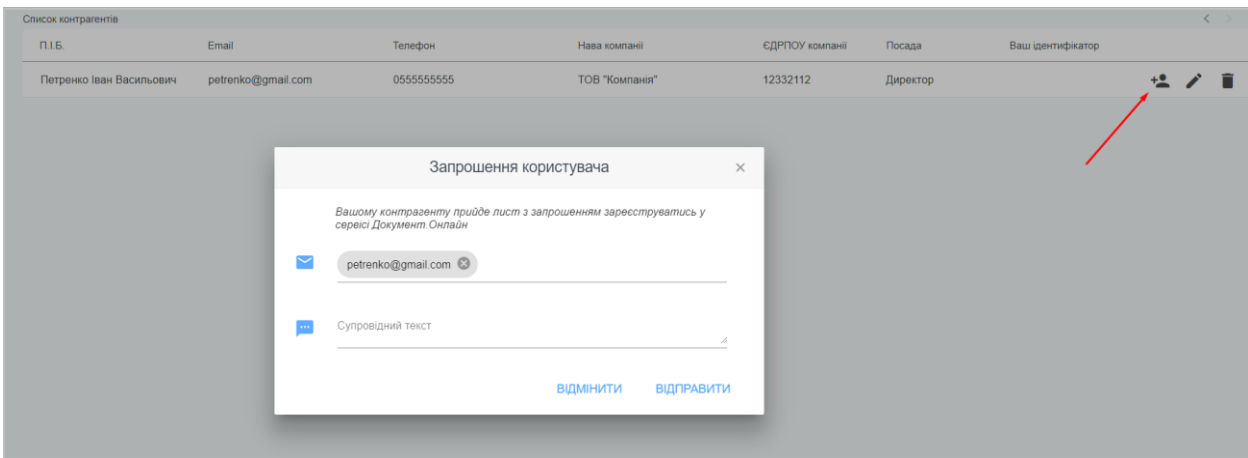 Список контрагентів
П.І.Б. Email Телефон Нава компанії ЄДРПОУ компанії Посада Ваш ідентифікатор
Петренко Іван Васильович petrenko@gmail.com 0555555555 ТОВ "Компанія" 12332112 Директор
Запрошення користувача
Вашому контрагенту прийде лист з запрошенням зареєструватись у
сервісі Документ.Онлайн
petrenko@gmail.com
Супровідний текст
ВІДМІНИТИ ВІДПРАВИТИ